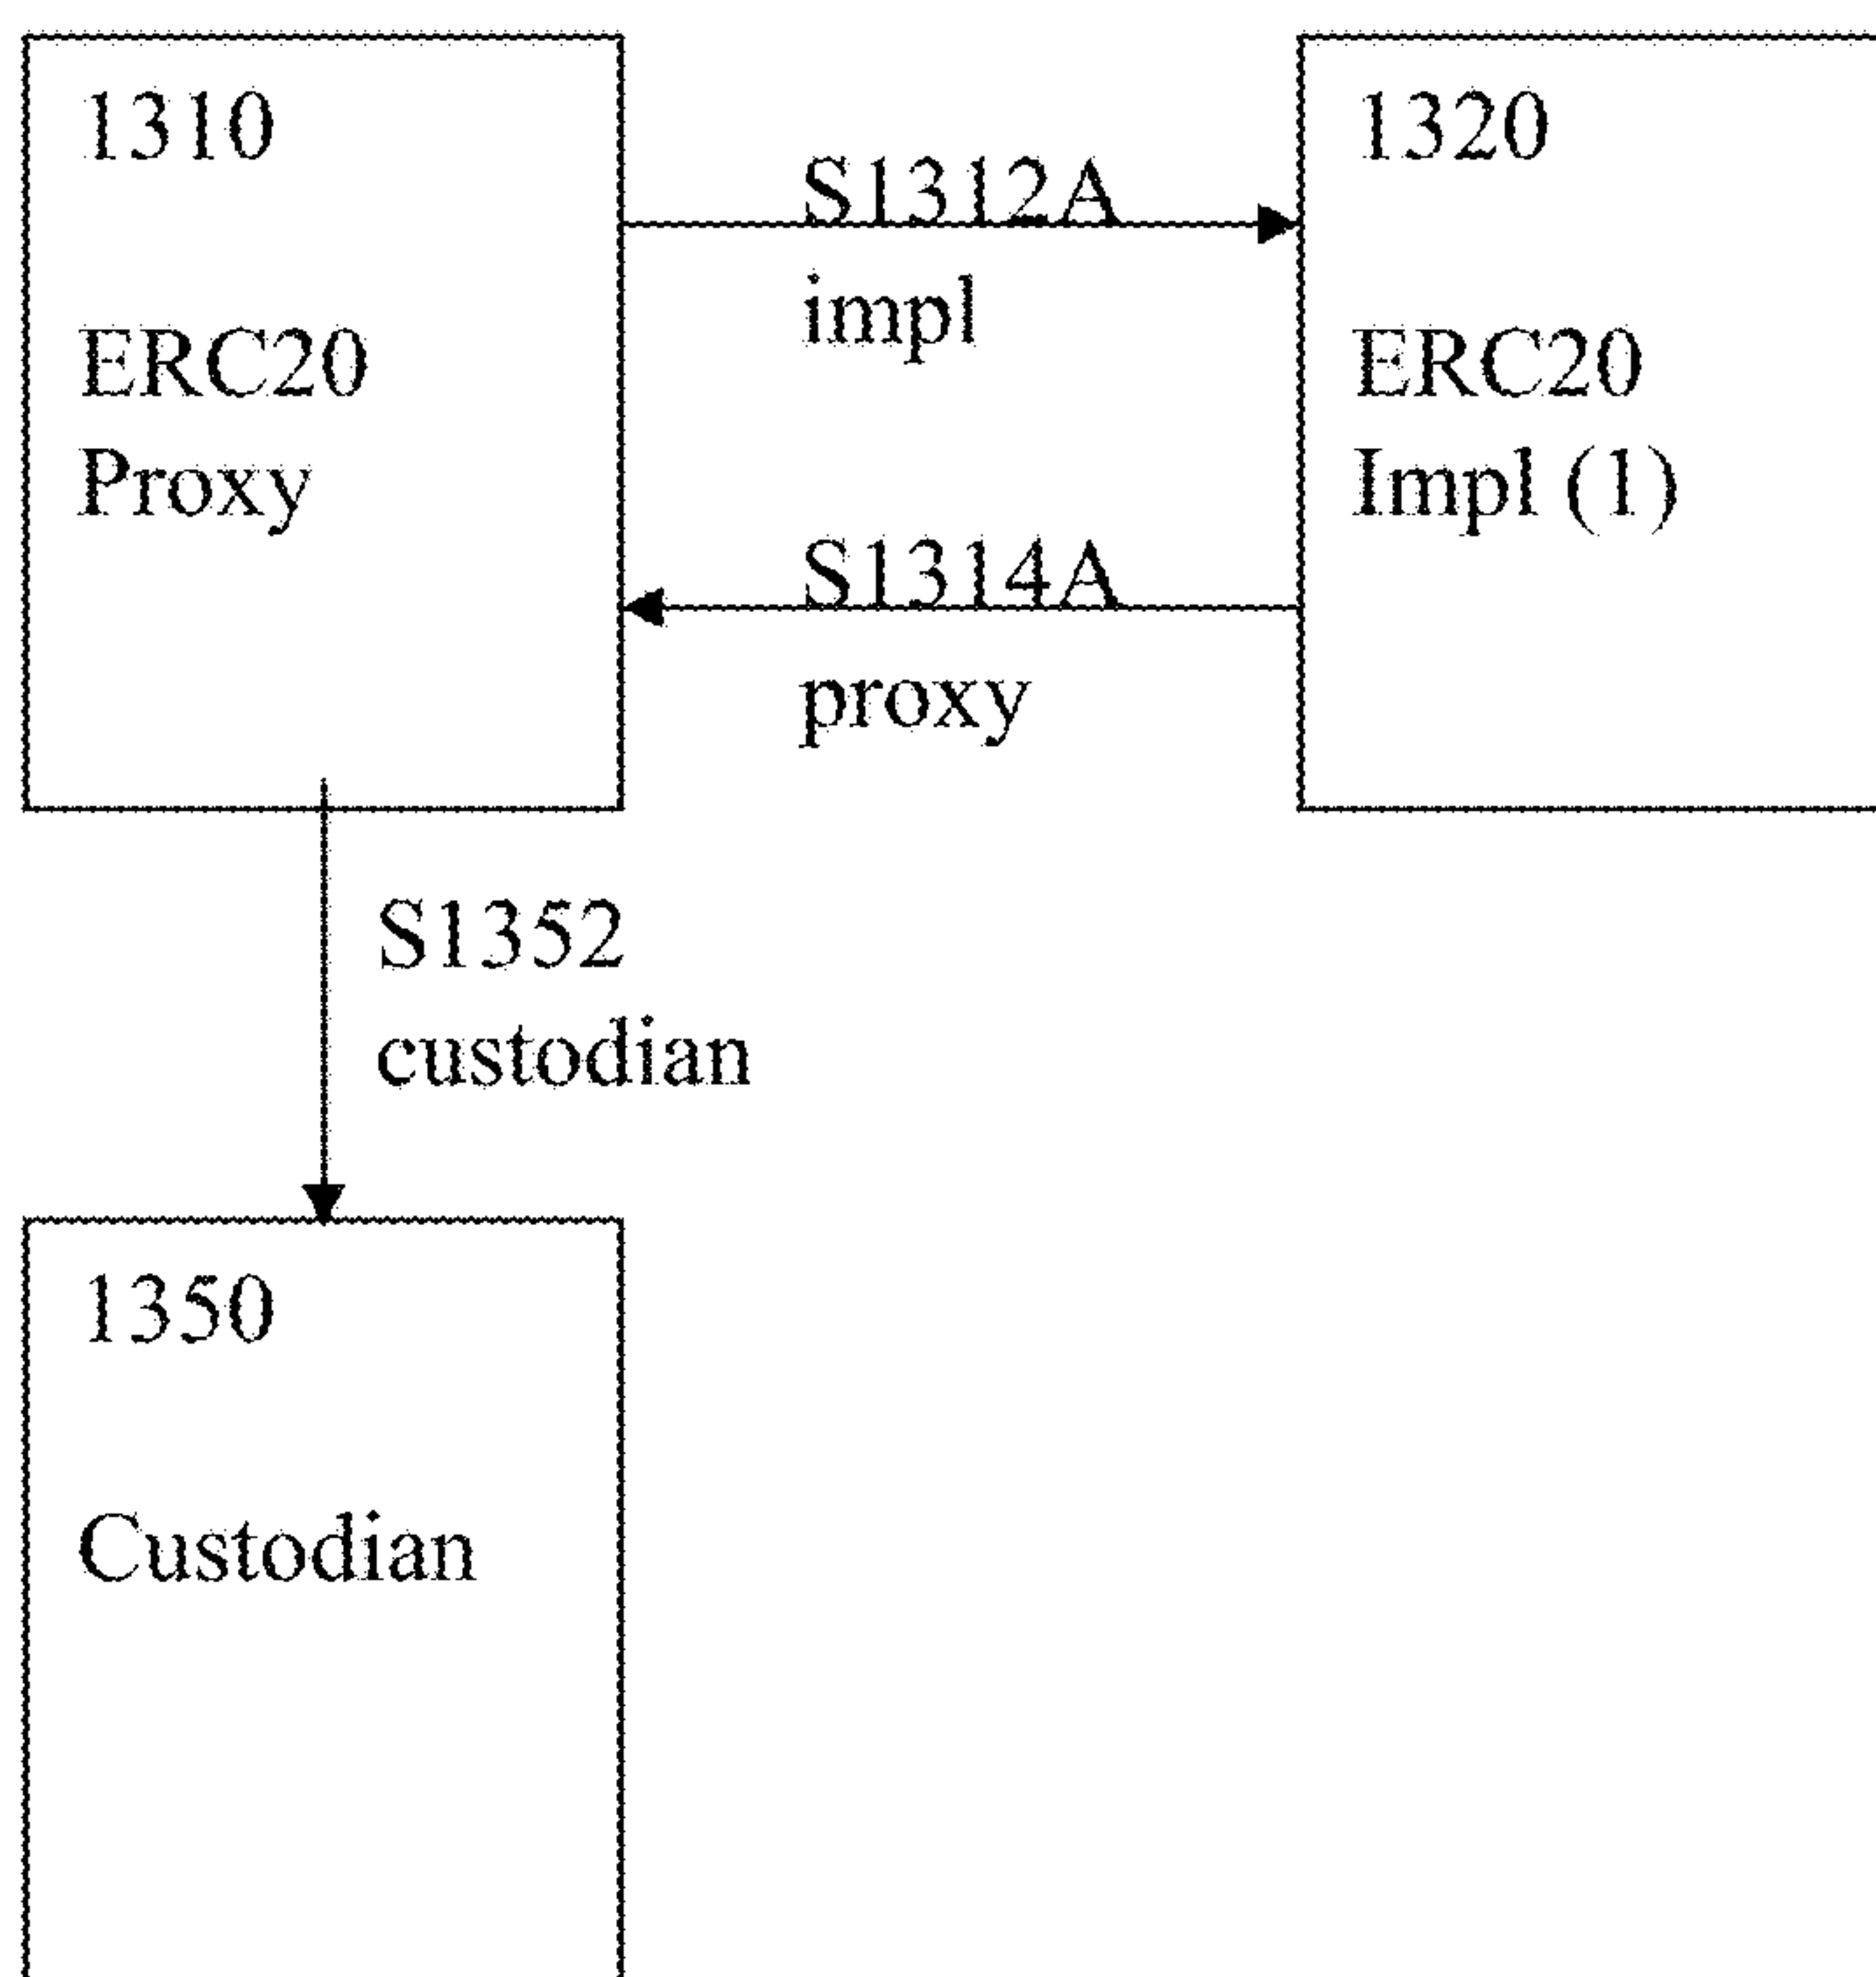 1310
ERC20
Proxy
S1312A
impl
S1314A
proxy
1320
ERC20
Impl (1)
S1352
custodian
1350
Custodian